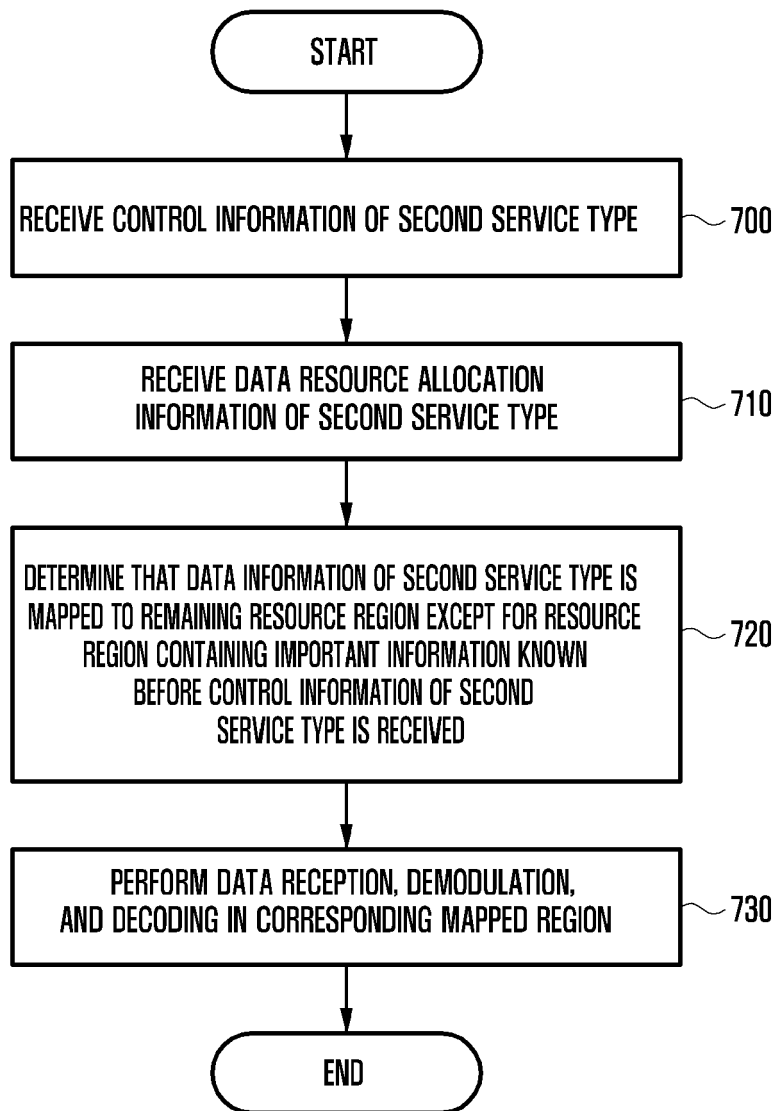 START
RECEIVE CONTROL INFORMATION OF SECOND SERVICE TYPE
700
RECEIVE DATA RESOURCE ALLOCATION
INFORMATION OF SECOND SERVICE TYPE
710
DETERMINE THAT DATA INFORMATION OF SECOND SERVICE TYPE IS
MAPPED TO REMAINING RESOURCE REGION EXCEPT FOR RESOURCE
REGION CONTAINING IMPORTANT INFORMATION KNOWN
BEFORE CONTROL INFORMATION OF SECOND
SERVICE TYPE IS RECEIVED
720
PERFORM DATA RECEPTION, DEMODULATION,
AND DECODING IN CORRESPONDING MAPPED REGION
730
END